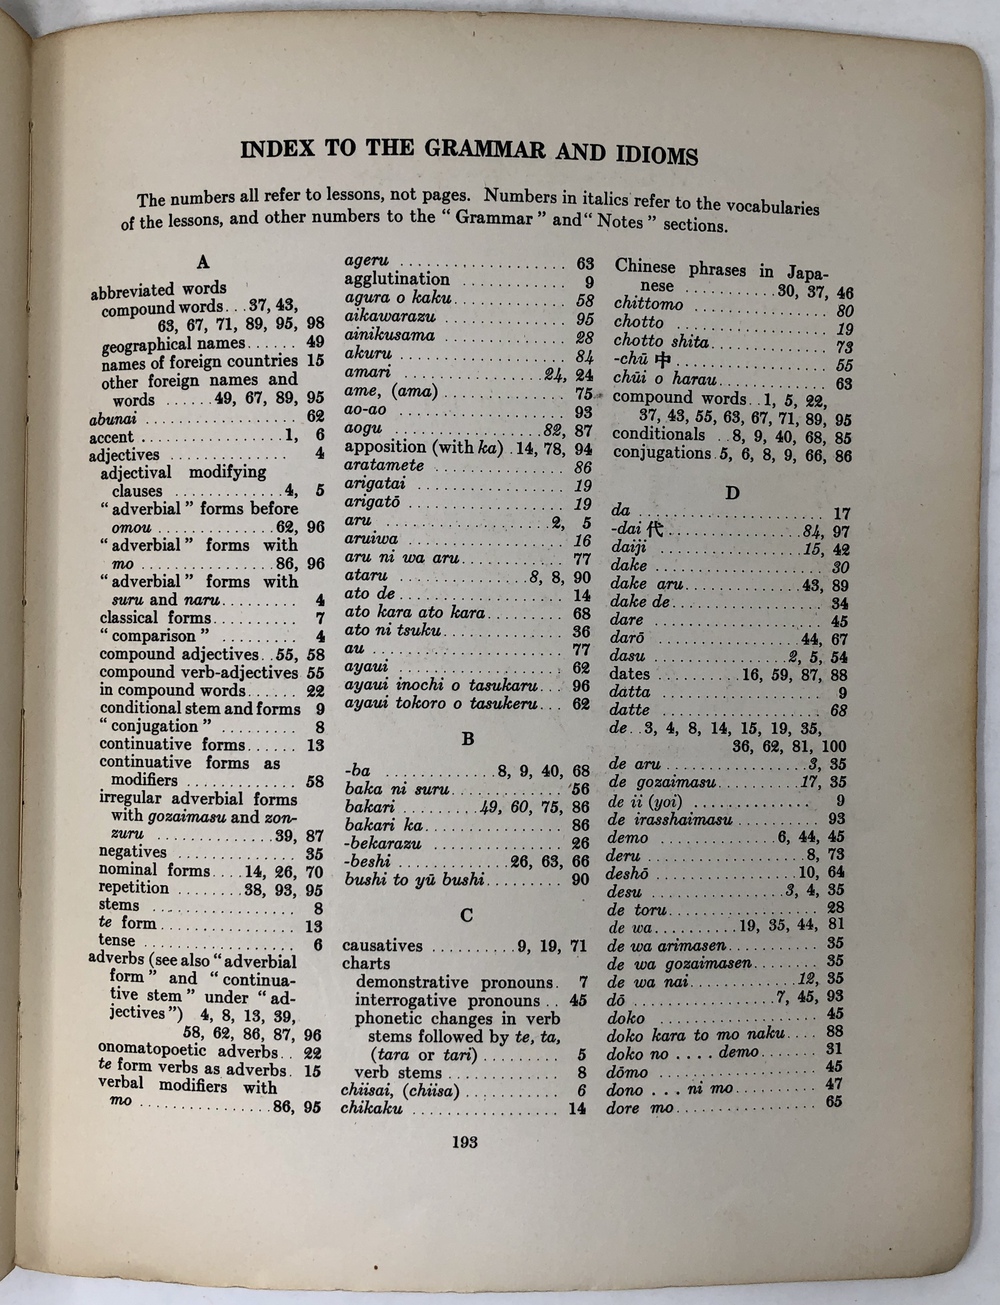 INDEX TO THE GRAMMAR AND IDIOMS
The numbers all refer to lessons, not pages. Numbers in italics refer to the vocabularies
of the lessons, and other numbers to the “ Grammar ” and “ Notes ” sections.
A
abbreviated words
compound words. . .37, 43,
63, 67, 71, 89, 95, 98
geographical names. . . . . . 49
names of foreign countries 15
other foreign names and
words . . . . . .49, 67, 89, 95
abunai . . . . . . . . . . . . . . . . . 62
accent . . . . . . . . . . . . . . . .1, 6
adjectives . . . . . . . . . . . . . 4
adjectival modifying
clauses . . . . . . . . . . . .4, 5
“ adverbial ” forms before
omou . . . . . . . . . . . . .62, 96
“ adverbial ” forms with
mo . . . . . . . . . . . . . . .86, 96
“ adverbial ” forms with
suru and naru. . . . . . . . . 4
classical forms. . . . . . . . . . 7
“ comparison ” . . . . . . . . . 4
compound adjectives. .55, 58
compound verb-adjectives 55
in compound words. . . . . . 22
conditional stem and forms 9
“ conjugation ” . . . . . . . . . 8
continuative forms. . . . . . 13
continuative forms as
modifiers . . . . . . . . . . . . 58
irregular adverbial forms
with gozaimasu and zon-
zuru . . . . . . . . . . . . .39, 87
negatives . . . . . . . . . . . . . 35
nominal forms. . . .14, 26, 70
repetition . . . . . . . .38, 93, 95
stems . . . . . . . . . . . . . . . . 8
te form. . . . . . . . . . . . . . . 13
tense . . . . . . . . . . . . . . . . . 6
adverbs (see also “ adverbial
form ” and “ continua-
tive stem ” under “ ad-
jectives ”) 4, 8, 13, 39,
58, 62, 86, 87, 96
onomatopoetic adverbs. . 22
te form verbs as adverbs. 15
verbal modifiers with
mo . . . . . . . . . . . . . . .86, 95
ageru . . . . . . . . . . . . . . . . . . 63
agglutination . . . . . . . . . . . . 9
agura o kaku. . . . . . . . . . . . . 58
aikawarazu . . . . . . . . . . . . . . 95
ainikusama . . . . . . . . . . . . . . 28
akuru . . . . . . . . . . . . . . . . . . 84
amari . . . . . . . . . . . . . . . .24, 24
ame, (ama) . . . . . . . . . . . . . . 75
ao-ao . . . . . . . . . . . . . . . . . . 93
aogu . . . . . . . . . . . . . . . .82, 87
apposition (with ka) . 14, 78, 94
aratamete . . . . . . . . . . . . . . . 86
arigatai . . . . . . . . . . . . . . . . 19
arigatō . . . . . . . . . . . . . . . . . 19
aru . . . . . . . . . . . . . . . . . .2, 5
aruiwa . . . . . . . . . . . . . . . . . 16
aru ni wa aru. . . . . . . . . . . . 77
ataru . . . . . . . . . . . . . .8, 8, 90
ato de . . . . . . . . . . . . . . . . . 14
ato kara ato kara. . . . . . . . . . 68
ato ni tsuku. . . . . . . . . . . . . 36
au . . . . . . . . . . . . . . . . . . . . 77
ayaui . . . . . . . . . . . . . . . . . . 62
ayaui inochi o tasukaru. . . 96
ayaui tokoro o tasukeru. . . 62
B
-ba . . . . . . . . . . . .8, 9, 40, 68
baka ni suru. . . . . . . . . . . . . 56
bakari . . . . . . . . .49, 60, 75, 86
bakari ka. . . . . . . . . . . . . . . 86
-bekarazu . . . . . . . . . . . . . . 26
-beshi . . . . . . . . . . . .26, 63, 66
bushi to yū bushi. . . . . . . . . 90
C
causatives . . . . . . . . . .9, 19, 71
charts
demonstrative pronouns. 7
interrogative pronouns . . 45
phonetic changes in verb
stems followed by te, ta,
(tara or tari) . . . . . . . . . 5
verb stems . . . . . . . . . . . . 8
chiisai, (chiisa) . . . . . . . . . . 6
chikaku . . . . . . . . . . . . . . . . 14
Chinese phrases in Japa-
nese . . . . . . . . . .30, 37, 46
chittomo . . . . . . . . . . . . . . . 80
chotto . . . . . . . . . . . . . . . . . 19
chotto shita. . . . . . . . . . . . . 73
-chū 中. . . . . . . . . . . . . . . . . 55
chūi o harau. . . . . . . . . . . . 63
compound words. .1, 5, 22,
37, 43, 55, 63, 67, 71, 89, 95
conditionals . .8, 9, 40, 68, 85
conjugations . 5, 6, 8, 9, 66, 86
D
da . . . . . . . . . . . . . . . . . . . . 17
-dai 代. . . . . . . . . . . . . . .84, 97
daiji . . . . . . . . . . . . . . . .15, 42
dake . . . . . . . . . . . . . . . . . . 30
dake aru. . . . . . . . . . . . .43, 89
dake de. . . . . . . . . . . . . . . . 34
dare . . . . . . . . . . . . . . . . . . 45
darō . . . . . . . . . . . . . . . .44, 67
dasu . . . . . . . . . . . . . . .2, 5, 54
dates . . . . . . . . . .16, 59, 87, 88
datta . . . . . . . . . . . . . . . . . 9
datte . . . . . . . . . . . . . . . . . 68
de. . 3, 4, 8, 14, 15, 19, 35,
36, 62, 81, 100
de aru . . . . . . . . . . . . . . .3, 35
de gozaimasu. . . . . . . . .17, 35
de ii (yoi) . . . . . . . . . . . . . 9
de irasshaimasu . . . . . . . . . . 93
demo . . . . . . . . . . . . .6, 44, 45
deru . . . . . . . . . . . . . . . . .8, 73
deshō . . . . . . . . . . . . . . .10, 64
desu . . . . . . . . . . . . . . .3, 4, 35
de toru. . . . . . . . . . . . . . . . . 28
de wa. . . . . . . . . .19, 35, 44, 81
de wa arimasen. . . . . . . . . . . 35
de wa gozaimasen. . . . . . . . 35
de wa nai. . . . . . . . . . . . .12, 35
dō . . . . . . . . . . . . . . . .7, 45, 93
doko . . . . . . . . . . . . . . . . . . 45
doko kara to mo naku. . . . 88
doko no . . . . demo. . . . . . . 31
dōmo . . . . . . . . . . . . . . . . . . 45
dono . . . ni mo. . . . . . . . . . 47
dore mo. . . . . . . . . . . . . . . . 65
193